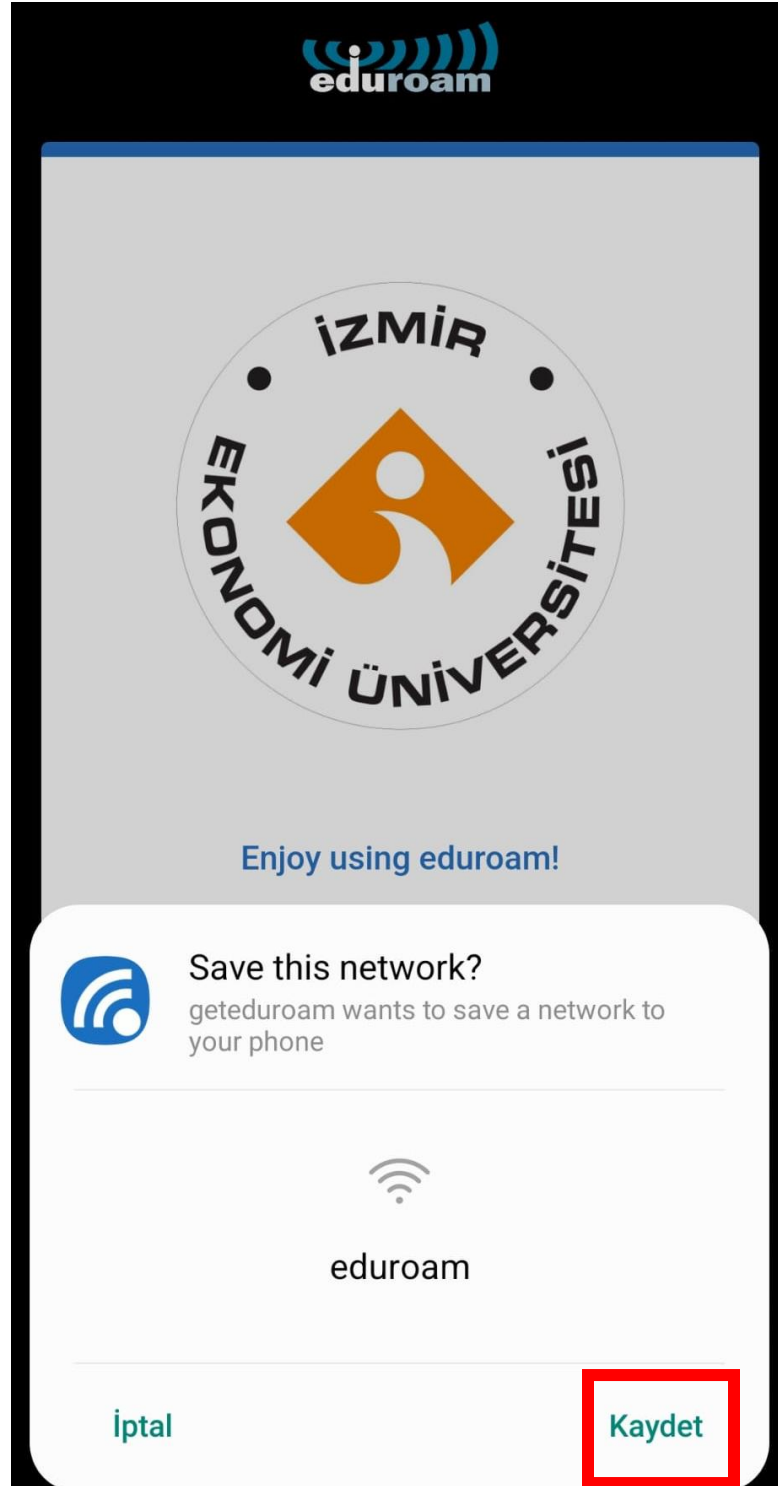 eduroam
İZMİR
EKONOMİ ÜNİVERSİTESİ
Enjoy using eduroam!
Save this network?
geteduroam wants to save a network to
your phone
eduroam
İptal
Kaydet